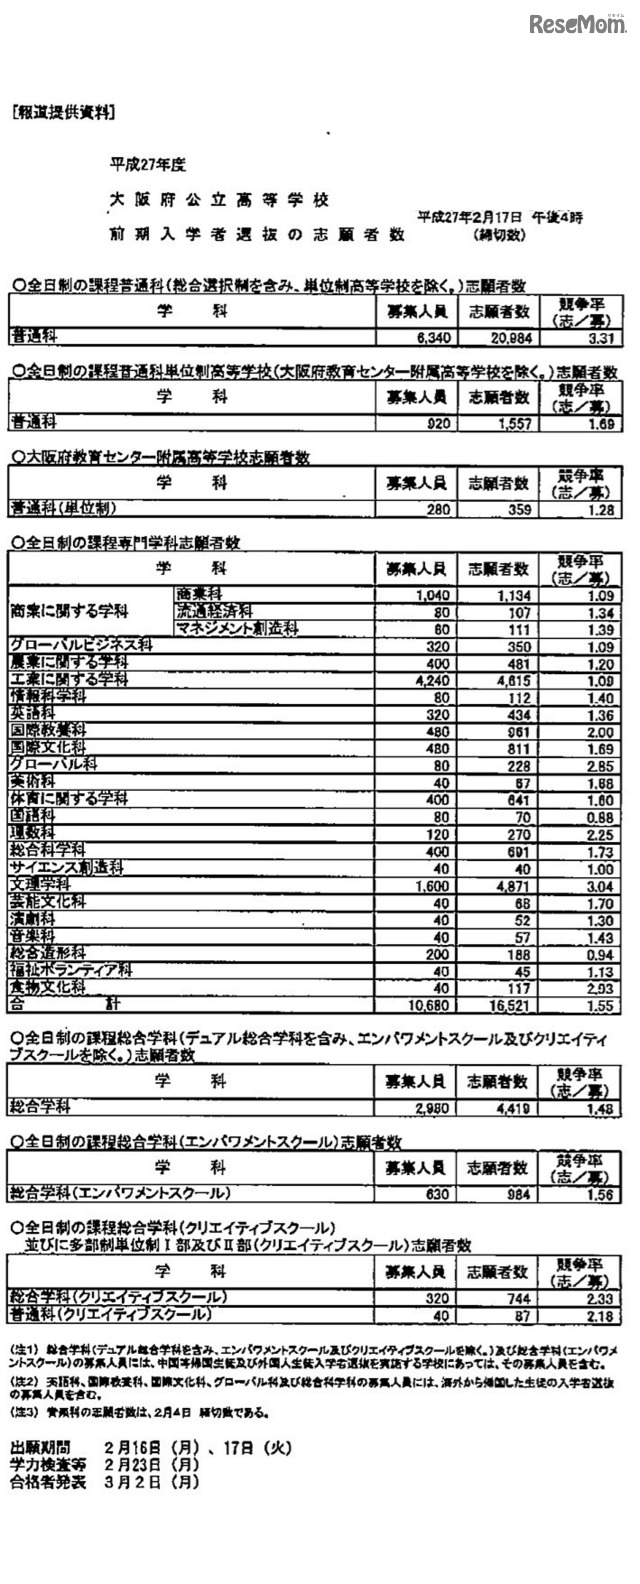 リセマム
ReseMom
[報道提供資料]
平成27年度
大阪府公立高等学校
平成27年2月17日 午後4時
前期入学者選抜の志願者数 (締切数)
○全日制の課程普通科(総合選択制を含み、単位制高等学校を除く。)志願者数
学 科 募集人員 志願者数 競争率(志/募)
普通科 6,340 20,984 3.31
○全日制の課程普通科単位制高等学校(大阪府教育センター附属高等学校を除く。)志願者数
学 科 募集人員 志願者数 競争率(志/募)
普通科 920 1,557 1.69
○大阪府教育センター附属高等学校志願者数
学 科 募集人員 志願者数 競争率(志/募)
普通科(単位制) 280 359 1.28
○全日制の課程専門学科志願者数
学 科 募集人員 志願者数 競争率(志/募)
商業に関する学科 商業科 1,040 1,134 1.09
流通経済科 80 107 1.34
マネジメント創造科 80 111 1.39
グローバルビジネス科 320 350 1.09
農業に関する学科 400 481 1.20
工業に関する学科 4,240 4,615 1.09
情報科学科 80 112 1.40
英語科 320 434 1.36
国際教養科 480 961 2.00
国際文化科 480 811 1.69
グローバル科 80 228 2.85
美術科 40 67 1.68
体育に関する学科 400 641 1.60
国語科 80 70 0.88
理数科 120 270 2.25
総合科学科 400 691 1.73
サイエンス創造科 40 40 1.00
文理学科 1,600 4,871 3.04
芸能文化科 40 68 1.70
演劇科 40 52 1.30
音楽科 40 57 1.43
総合造形科 200 188 0.94
福祉ボランティア科 40 45 1.13
食物文化科 40 117 2.93
合 計 10,680 16,521 1.55
○全日制の課程総合学科(デュアル総合学科を含み、エンパワメントスクール及びクリエイティ
ブスクールを除く。)志願者数
学 科 募集人員 志願者数 競争率(志/募)
総合学科 2,980 4,419 1.48
○全日制の課程総合学科(エンパワメントスクール)志願者数
学 科 募集人員 志願者数 競争率(志/募)
総合学科(エンパワメントスクール) 630 984 1.56
○全日制の課程総合学科(クリエイティブスクール)
並びに多部制単位制Ⅰ部及びⅡ部(クリエイティブスクール)志願者数
学 科 募集人員 志願者数 競争率(志/募)
総合学科(クリエイティブスクール) 320 744 2.33
普通科(クリエイティブスクール) 40 87 2.18
(注1) 総合学科(デュアル総合学科を含み、エンパワメントスクール及びクリエイティブスクールを除く。)及び総合学科(エンパワメ
ントスクール)の募集人員には、中国等帰国生徒及び外国人生徒入学者選抜を実施する学校にあっては、その募集人員を含む。
(注2) 英語科、国際教養科、国際文化科、グローバル科及び総合科学科の募集人員には、海外から帰国した生徒の入学者選抜
の募集人員を含む。
(注3) 音楽科の志願者数は、2月4日 締切数である。
出願期間 2月16日(月)、17日(火)
学力検査等 2月23日(月)
合格者発表 3月2日(月)